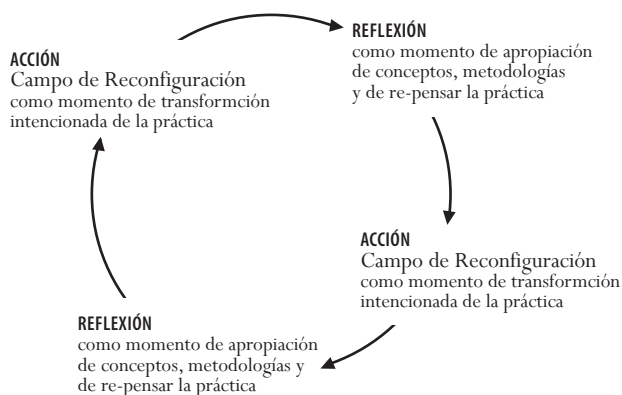 ACCIÓN
Campo de Reconfiguración
como momento de transformción
intencionada de la práctica
REFLEXIÓN
como momento de apropiación
de conceptos, metodologías
y de re-pensar la práctica
ACCIÓN
Campo de Reconfiguración
como momento de transformción
intencionada de la práctica
REFLEXIÓN
como momento de apropiación
de conceptos, metodologías y
de re-pensar la práctica